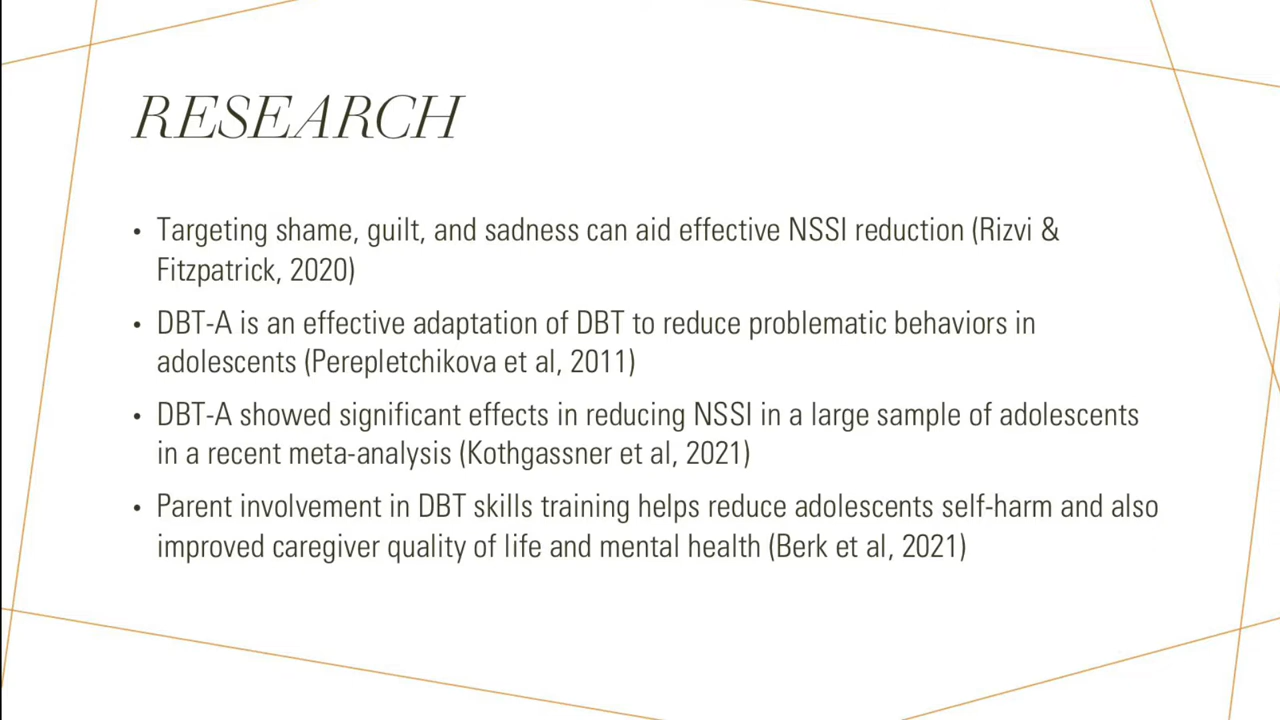 RESEARCH
• Targeting shame, guilt, and sadness can aid effective NSSI reduction (Rizvi &
Fitzpatrick, 2020)
• DBT-A is an effective adaptation of DBT to reduce problematic behaviors in
adolescents (Perepletchikova et al, 2011)
• DBT-A showed significant effects in reducing NSSI in a large sample of adolescents
in a recent meta-analysis (Kothgassner et al, 2021)
• Parent involvement in DBT skills training helps reduce adolescents self-harm and also
improved caregiver quality of life and mental health (Berk et al, 2021)